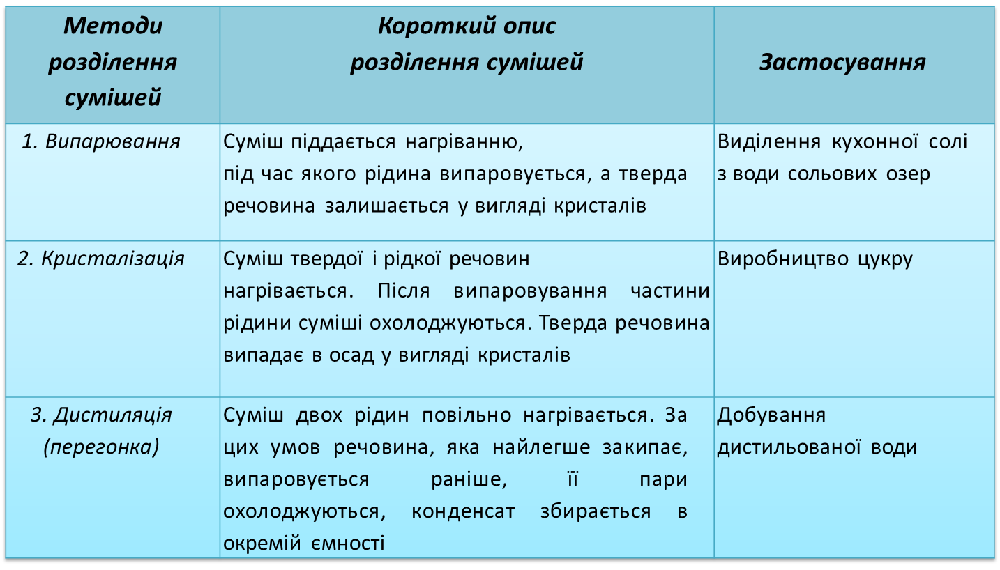 Методи
розділення
сумішей
Короткий опис
розділення сумішей
Застосування
1. Випарювання
Суміш піддається нагріванню,
під час якого рідина випаровується, а тверда
речовина залишається у вигляді кристалів
Виділення кухонної солі
з води сольових озер
2. Кристалізація
Суміш твердої і рідкої речовин
нагрівається. Після випаровування частини
рідини суміші охолоджуються. Тверда речовина
випадає в осад у вигляді кристалів
Виробництво цукру
3. Дистиляція
(перегонка)
Суміш двох рідин повільно нагрівається. За
цих умов речовина, яка найлегше закипає,
випаровується раніше, її пари
охолоджуються, конденсат збирається в
окремій ємності
Добування
дистильованої води